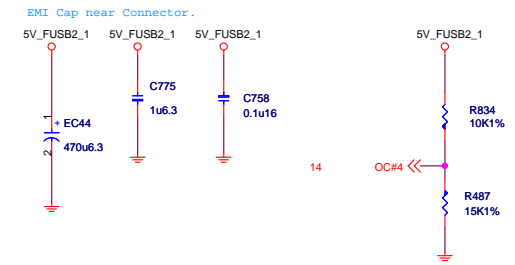 EMI Cap near Connector.
5V_FUSB2_1 5V_FUSB2_1 5V_FUSB2_1 5V_FUSB2_1
C775
1u6.3
C758
0.1u16
1
+ EC44
470u6.3
2
R834
10K1%
14 OC#4
R487
15K1%